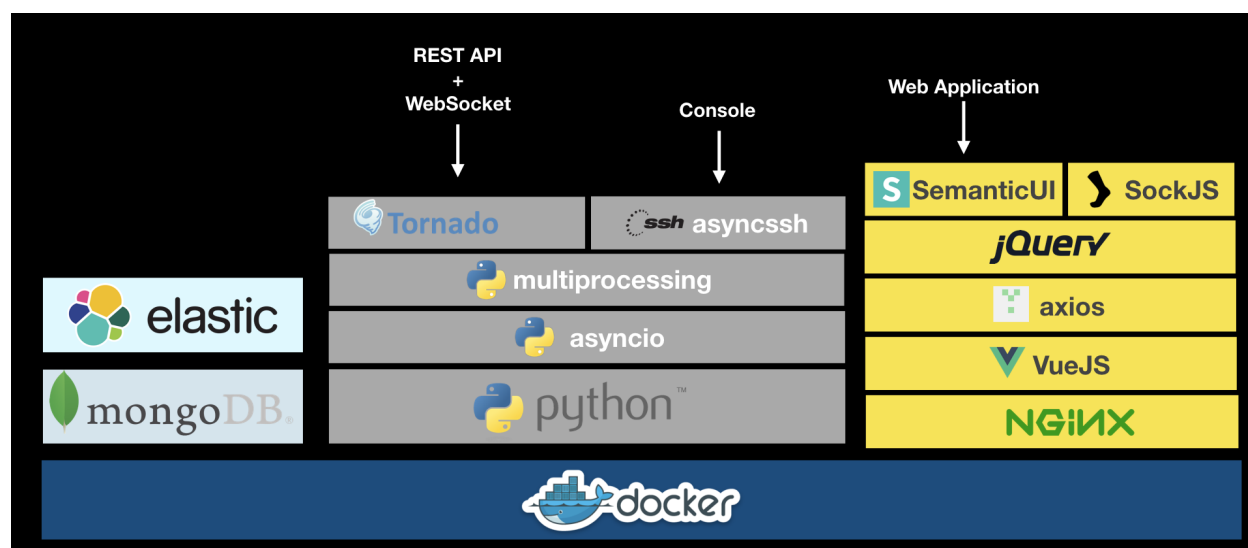 REST API
+
WebSocket
Console
Web Application
Tornado
ssh asyncssh
S SemanticUI
SockJS
multiprocessing
jQuery
elastic
asyncio
axios
mongoDB®
python™
VueJS
NGiNX
docker